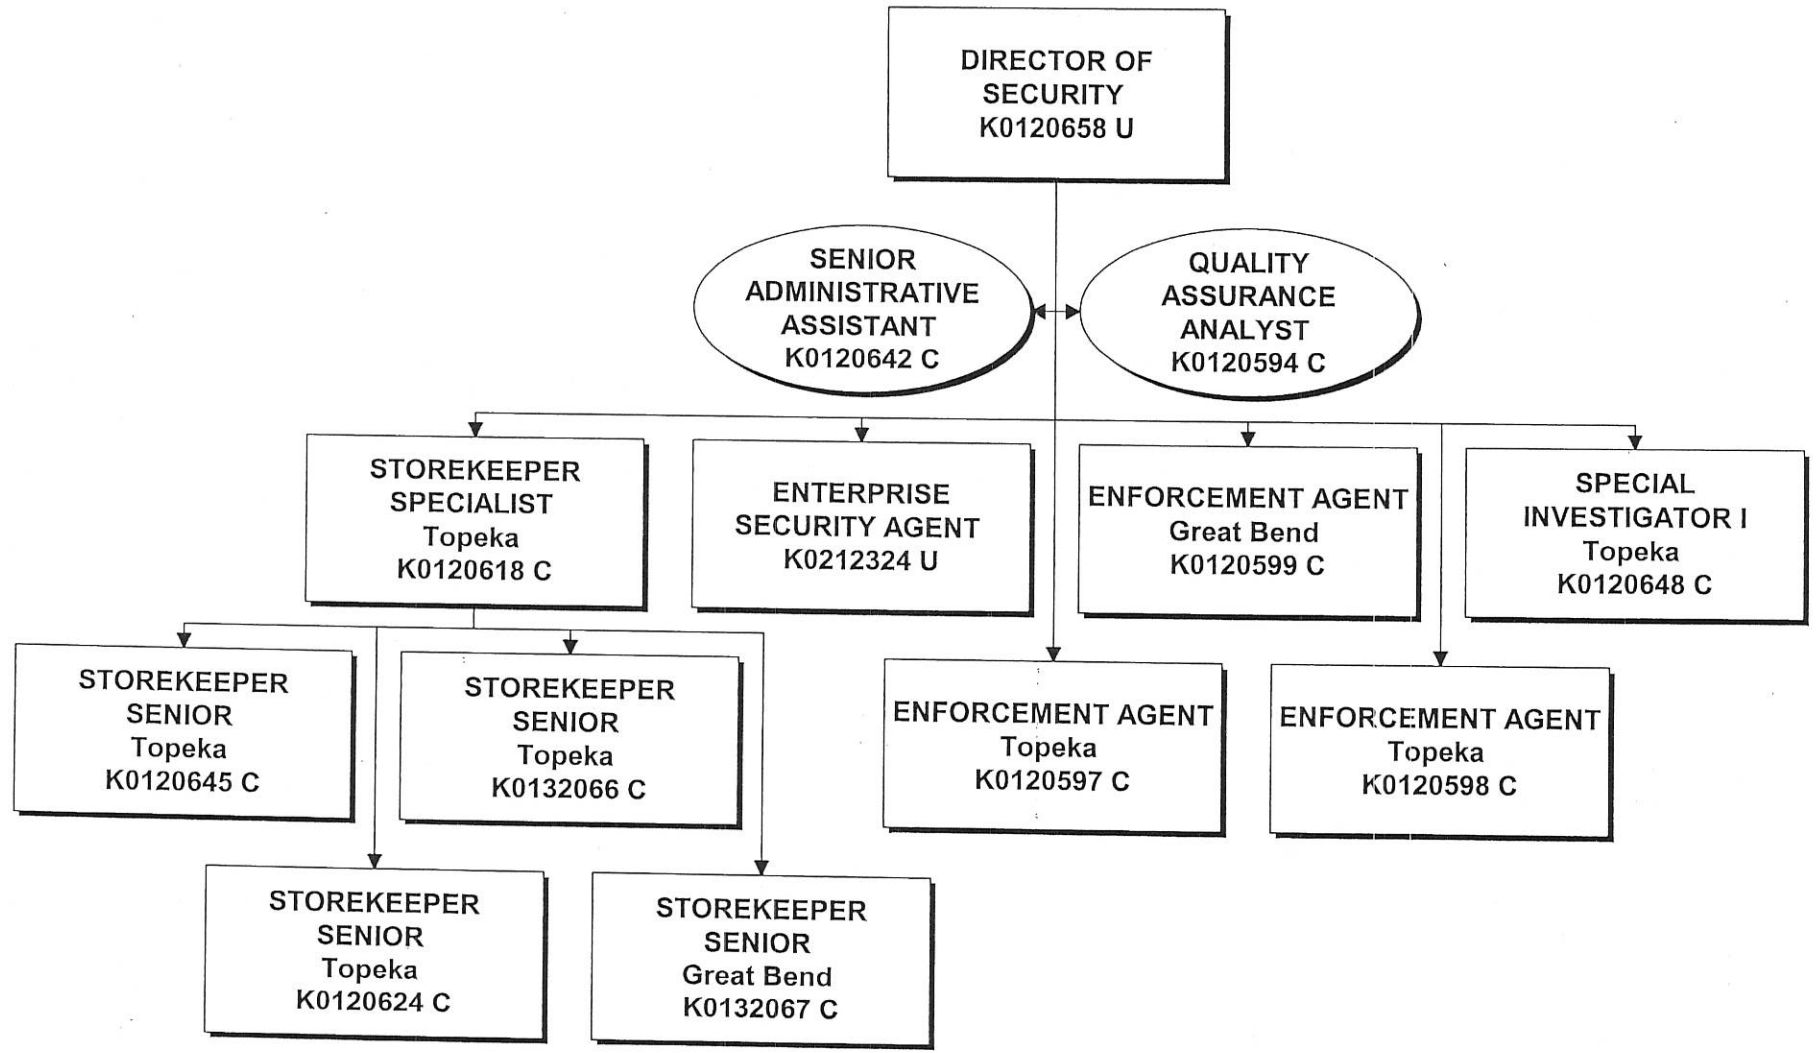 DIRECTOR OF
SECURITY
K0120658 U
SENIOR
ADMINISTRATIVE
ASSISTANT
K0120642 C
QUALITY
ASSURANCE
ANALYST
K0120594 C
STOREKEEPER
SPECIALIST
Topeka
K0120618 C
ENTERPRISE
SECURITY AGENT
K0212324 U
ENFORCEMENT AGENT
Great Bend
K0120599 C
SPECIAL
INVESTIGATOR I
Topeka
K0120648 C
STOREKEEPER
SENIOR
Topeka
K0120645 C
STOREKEEPER
SENIOR
Topeka
K0132066 C
ENFORCEMENT AGENT
Topeka
K0120597 C
ENFORCEMENT AGENT
Topeka
K0120598 C
STOREKEEPER
SENIOR
Topeka
K0120624 C
STOREKEEPER
SENIOR
Great Bend
K0132067 C